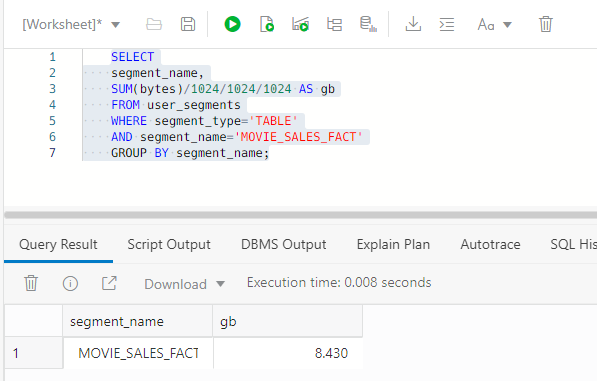 [Worksheet]*
Aa
1 SELECT
2 segment_name,
3 SUM(bytes)/1024/1024/1024 AS gb
4 FROM user_segments
5 WHERE segment_type='TABLE'
6 AND segment_name='MOVIE_SALES_FACT'
7 GROUP BY segment_name;
Query Result Script Output DBMS Output Explain Plan Autotrace SQL His
Download Execution time: 0.008 seconds
segment_name gb
1 MOVIE_SALES_FACT 8.430